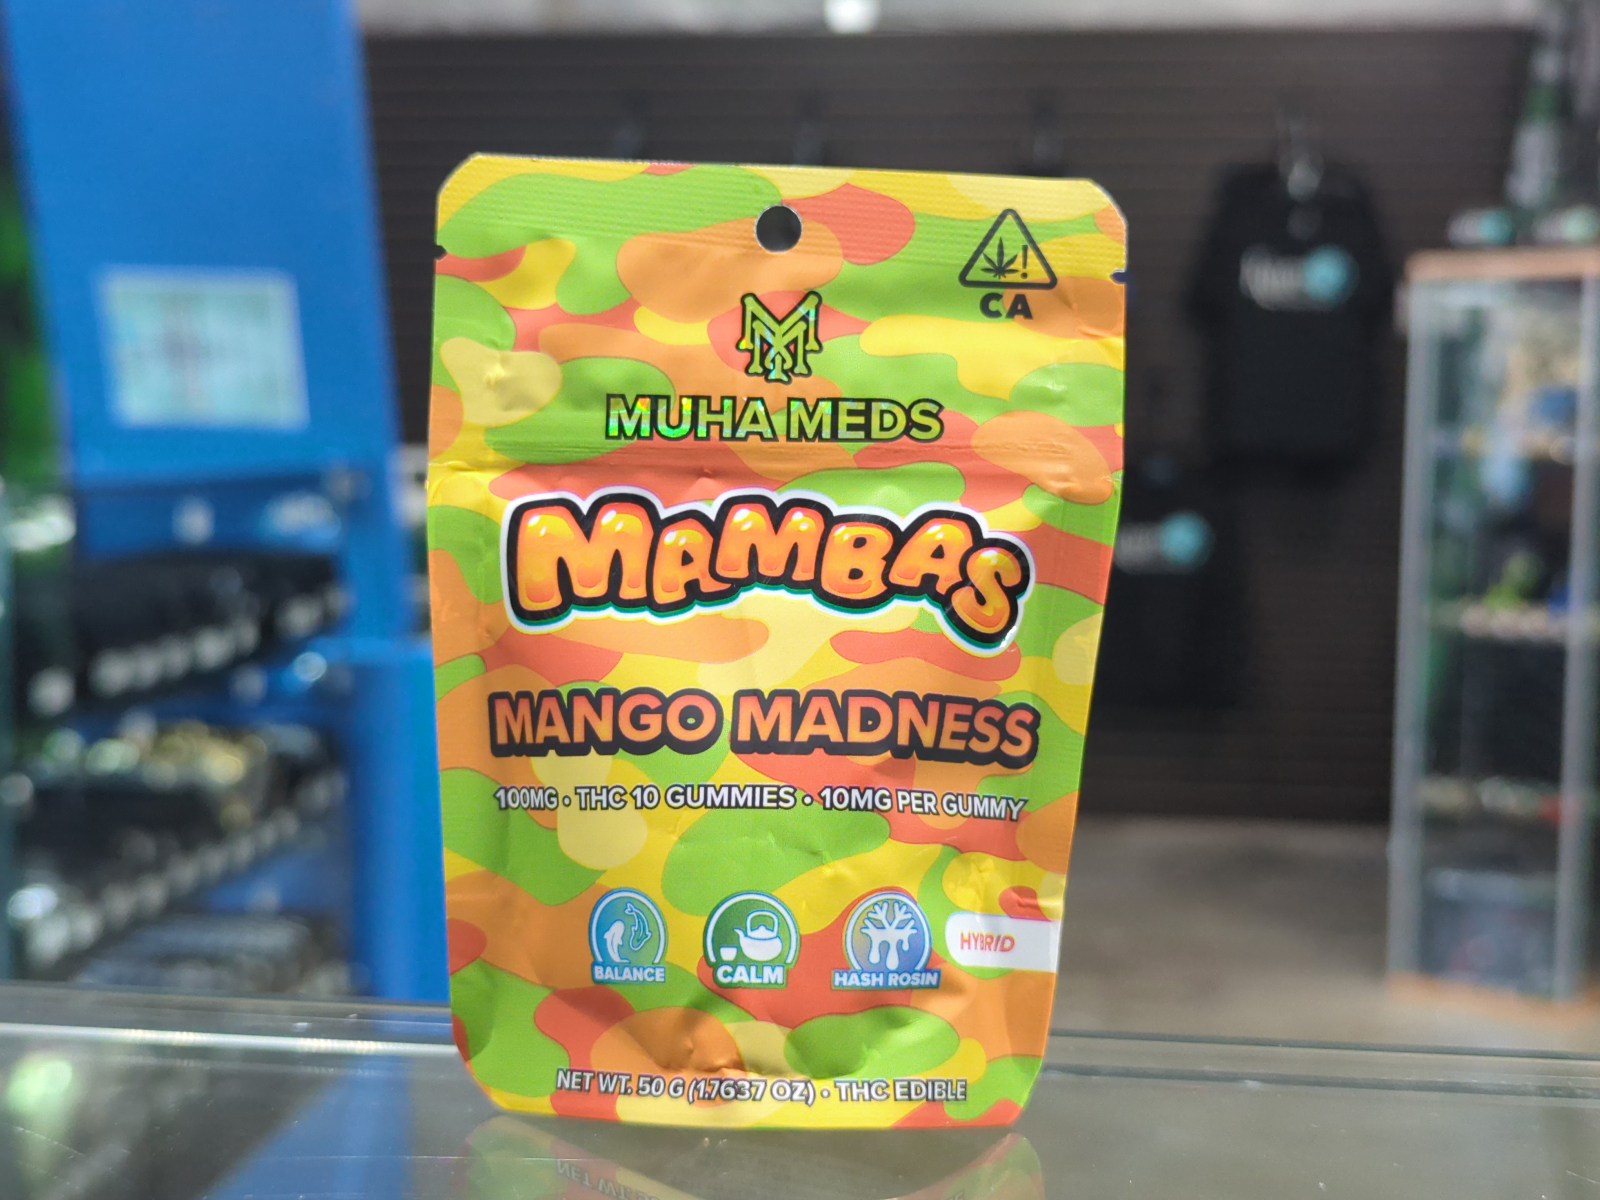 CA
MUHA MEDS
MAMBAS
MANGO MADNESS
100MG • THC 10 GUMMIES • 10MG PER GUMMY
BALANCE
CALM
HASH ROSIN
HYBRID
NET WT. 50 G (1.7637 OZ) • THC EDIBLE